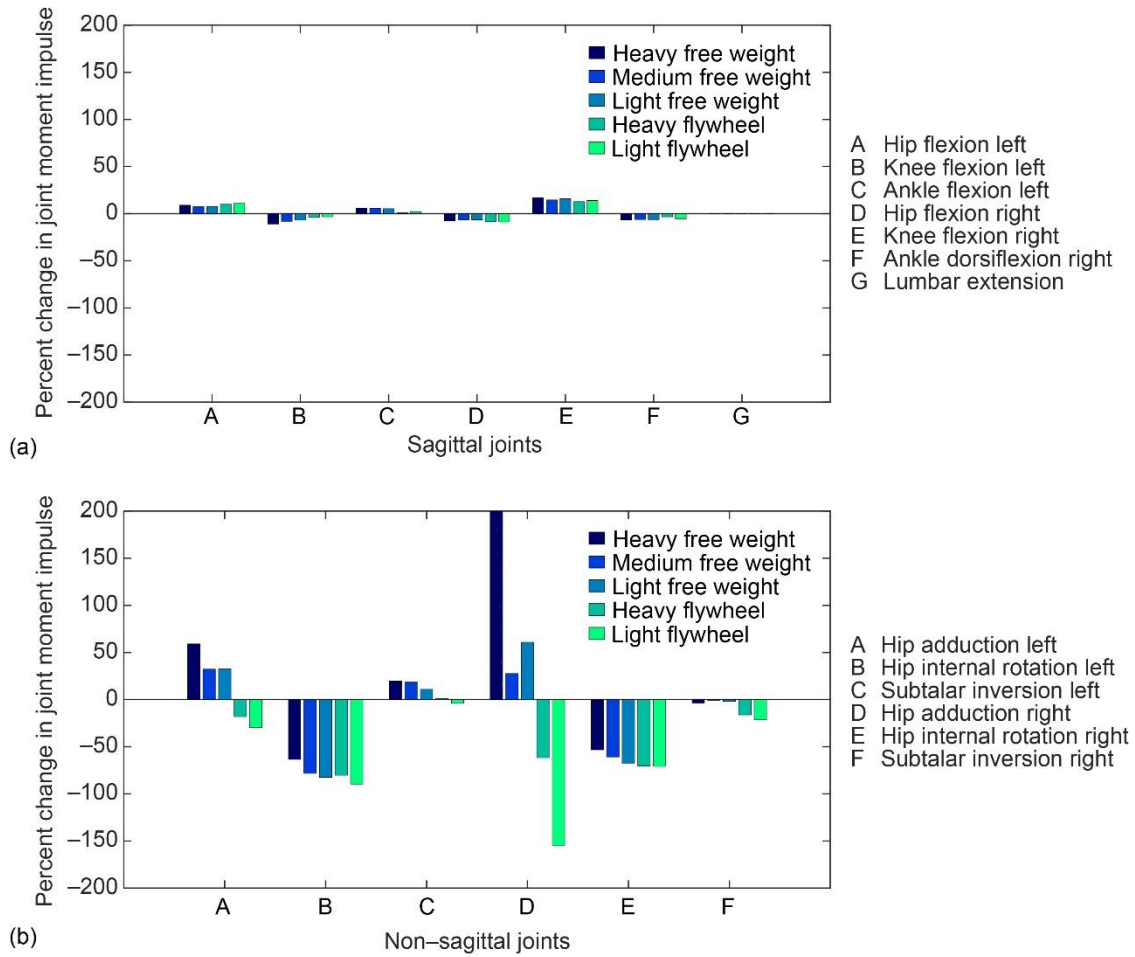 Percent change in joint moment impulse
200
150
100
50
0
–50
–100
–150
–200
Heavy free weight
Medium free weight
Light free weight
Heavy flywheel
Light flywheel
A B C D E F G
Sagittal joints
(a)
A Hip flexion left
B Knee flexion left
C Ankle flexion left
D Hip flexion right
E Knee flexion right
F Ankle dorsiflexion right
G Lumbar extension
Percent change in joint moment impulse
200
150
100
50
0
–50
–100
–150
–200
Heavy free weight
Medium free weight
Light free weight
Heavy flywheel
Light flywheel
A B C D E F
Non–sagittal joints
(b)
A Hip adduction left
B Hip internal rotation left
C Subtalar inversion left
D Hip adduction right
E Hip internal rotation right
F Subtalar inversion right